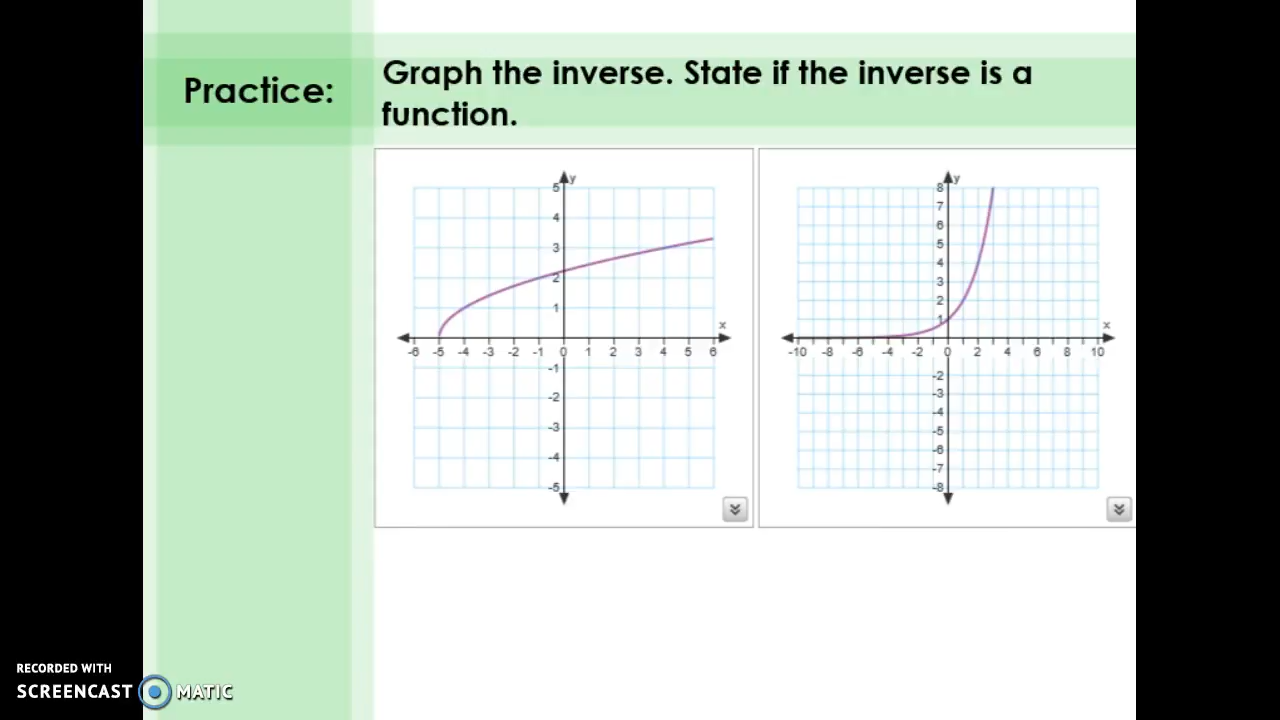 Practice:
Graph the inverse. State if the inverse is a
function.
y
5
4
3
2
1
x
-6 -5 -4 -3 -2 -1 0 1 2 3 4 5 6
-1
-2
-3
-4
-5
y
8
7
6
5
4
3
2
1
x
-10 -8 -6 -4 -2 0 2 4 6 8 10
-2
-3
-4
-5
-6
-7
-8
RECORDED WITH
SCREENCAST MATIC